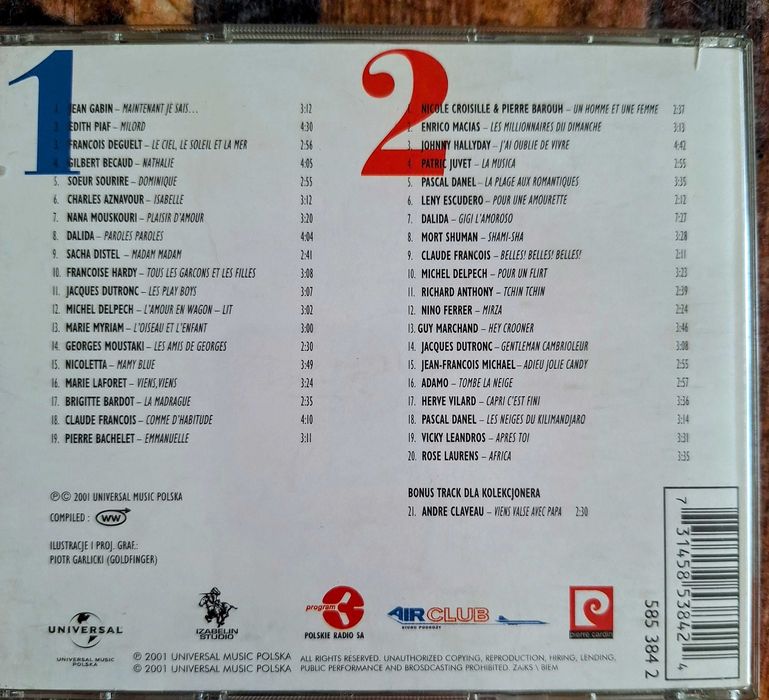 1
1. JEAN GABIN – MAINTENANT JE SAIS... 3:12
2. EDITH PIAF – MILORD 4:30
3. FRANCOIS DEGUELT – LE CIEL, LE SOLEIL ET LA MER 2:56
4. GILBERT BECAUD – NATHALIE 4:05
5. SOEUR SOURIRE – DOMINIQUE 2:55
6. CHARLES AZNAVOUR – ISABELLE 3:12
7. NANA MOUSKOURI – PLAISIR D'AMOUR 3:20
8. DALIDA – PAROLES PAROLES 4:04
9. SACHA DISTEL – MADAM MADAM 2:41
10. FRANCOISE HARDY – TOUS LES GARCONS ET LES FILLES 3:08
11. JACQUES DUTRONC – LES PLAY BOYS 3:07
12. MICHEL DELPECH – L'AMOUR EN WAGON – LIT 3:02
13. MARIE MYRIAM – L'OISEAU ET L'ENFANT 3:00
14. GEORGES MOUSTAKI – LES AMIS DE GEORGES 2:30
15. NICOLETTA – MAMY BLUE 3:49
16. MARIE LAFORET – VIENS,VIENS 3:24
17. BRIGITTE BARDOT – LA MADRAGUE 2:35
18. CLAUDE FRANCOIS – COMME D'HABITUDE 4:10
19. PIERRE BACHELET – EMMANUELLE 3:11
2
1. NICOLE CROISILLE & PIERRE BAROUH – UN HOMME ET UNE FEMME 2:37
2. ENRICO MACIAS – LES MILLIONNAIRES DU DIMANCHE 3:13
3. JOHNNY HALLYDAY – J'AI OUBLIE DE VIVRE 4:42
4. PATRIC JUVET – LA MUSICA 2:55
5. PASCAL DANEL – LA PLAGE AUX ROMANTIQUES 3:35
6. LENY ESCUDERO – POUR UNE AMOURETTE 2:12
7. DALIDA – GIGI L'AMOROSO 7:27
8. MORT SHUMAN – SHAMI-SHA 3:28
9. CLAUDE FRANCOIS – BELLES! BELLES! BELLES! 2:11
10. MICHEL DELPECH – POUR UN FLIRT 3:23
11. RICHARD ANTHONY – TCHIN TCHIN 2:39
12. NINO FERRER – MIRZA 2:24
13. GUY MARCHAND – HEY CROONER 3:46
14. JACQUES DUTRONC – GENTLEMAN CAMBRIOLEUR 3:08
15. JEAN-FRANCOIS MICHAEL – ADIEU JOLIE CANDY 2:55
16. ADAMO – TOMBE LA NEIGE 2:57
17. HERVE VILARD – CAPRI C'EST FINI 3:36
18. PASCAL DANEL – LES NEIGES DU KILIMANDJARO 3:14
19. VICKY LEANDROS – APRES TOI 3:31
20. ROSE LAURENS – AFRICA 3:35
BONUS TRACK DLA KOLEKCJONERA
21. ANDRE CLAVEAU – VIENS VALSE AVEC PAPA 2:30
℗© 2001 UNIVERSAL MUSIC POLSKA
COMPILED : WW
ILUSTRACJE I PROJ. GRAF.:
PIOTR GARLICKI (GOLDFINGER)
UNIVERSAL
UNIVERSAL MUSIC
POLSKA
IZABELIN
STUDIO
program
POLSKIE RADIO SA
AIR CLUB
BIURO PODRÓŻY
pierre cardin
℗ 2001 UNIVERSAL MUSIC POLSKA
© 2001 UNIVERSAL MUSIC POLSKA
ALL RIGHTS RESERVED. UNAUTHORIZED COPYING, REPRODUCTION, HIRING, LENDING,
PUBLIC PERFORMANCE AND BROADCASTING PROHIBITED. ZAiKS \ BIEM
585 384 2
7 31458 53842 4